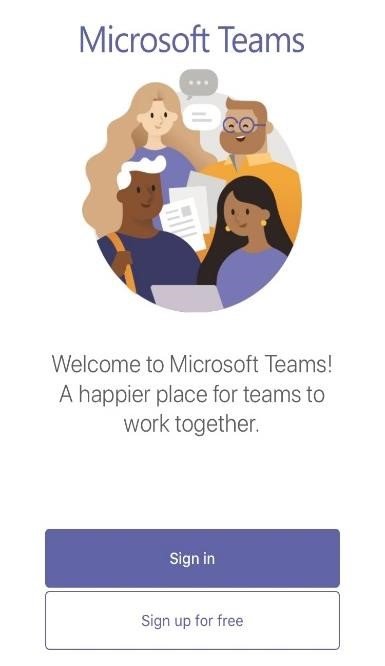 Microsoft Teams
Welcome to Microsoft Teams!
A happier place for teams to
work together.
Sign in
Sign up for free